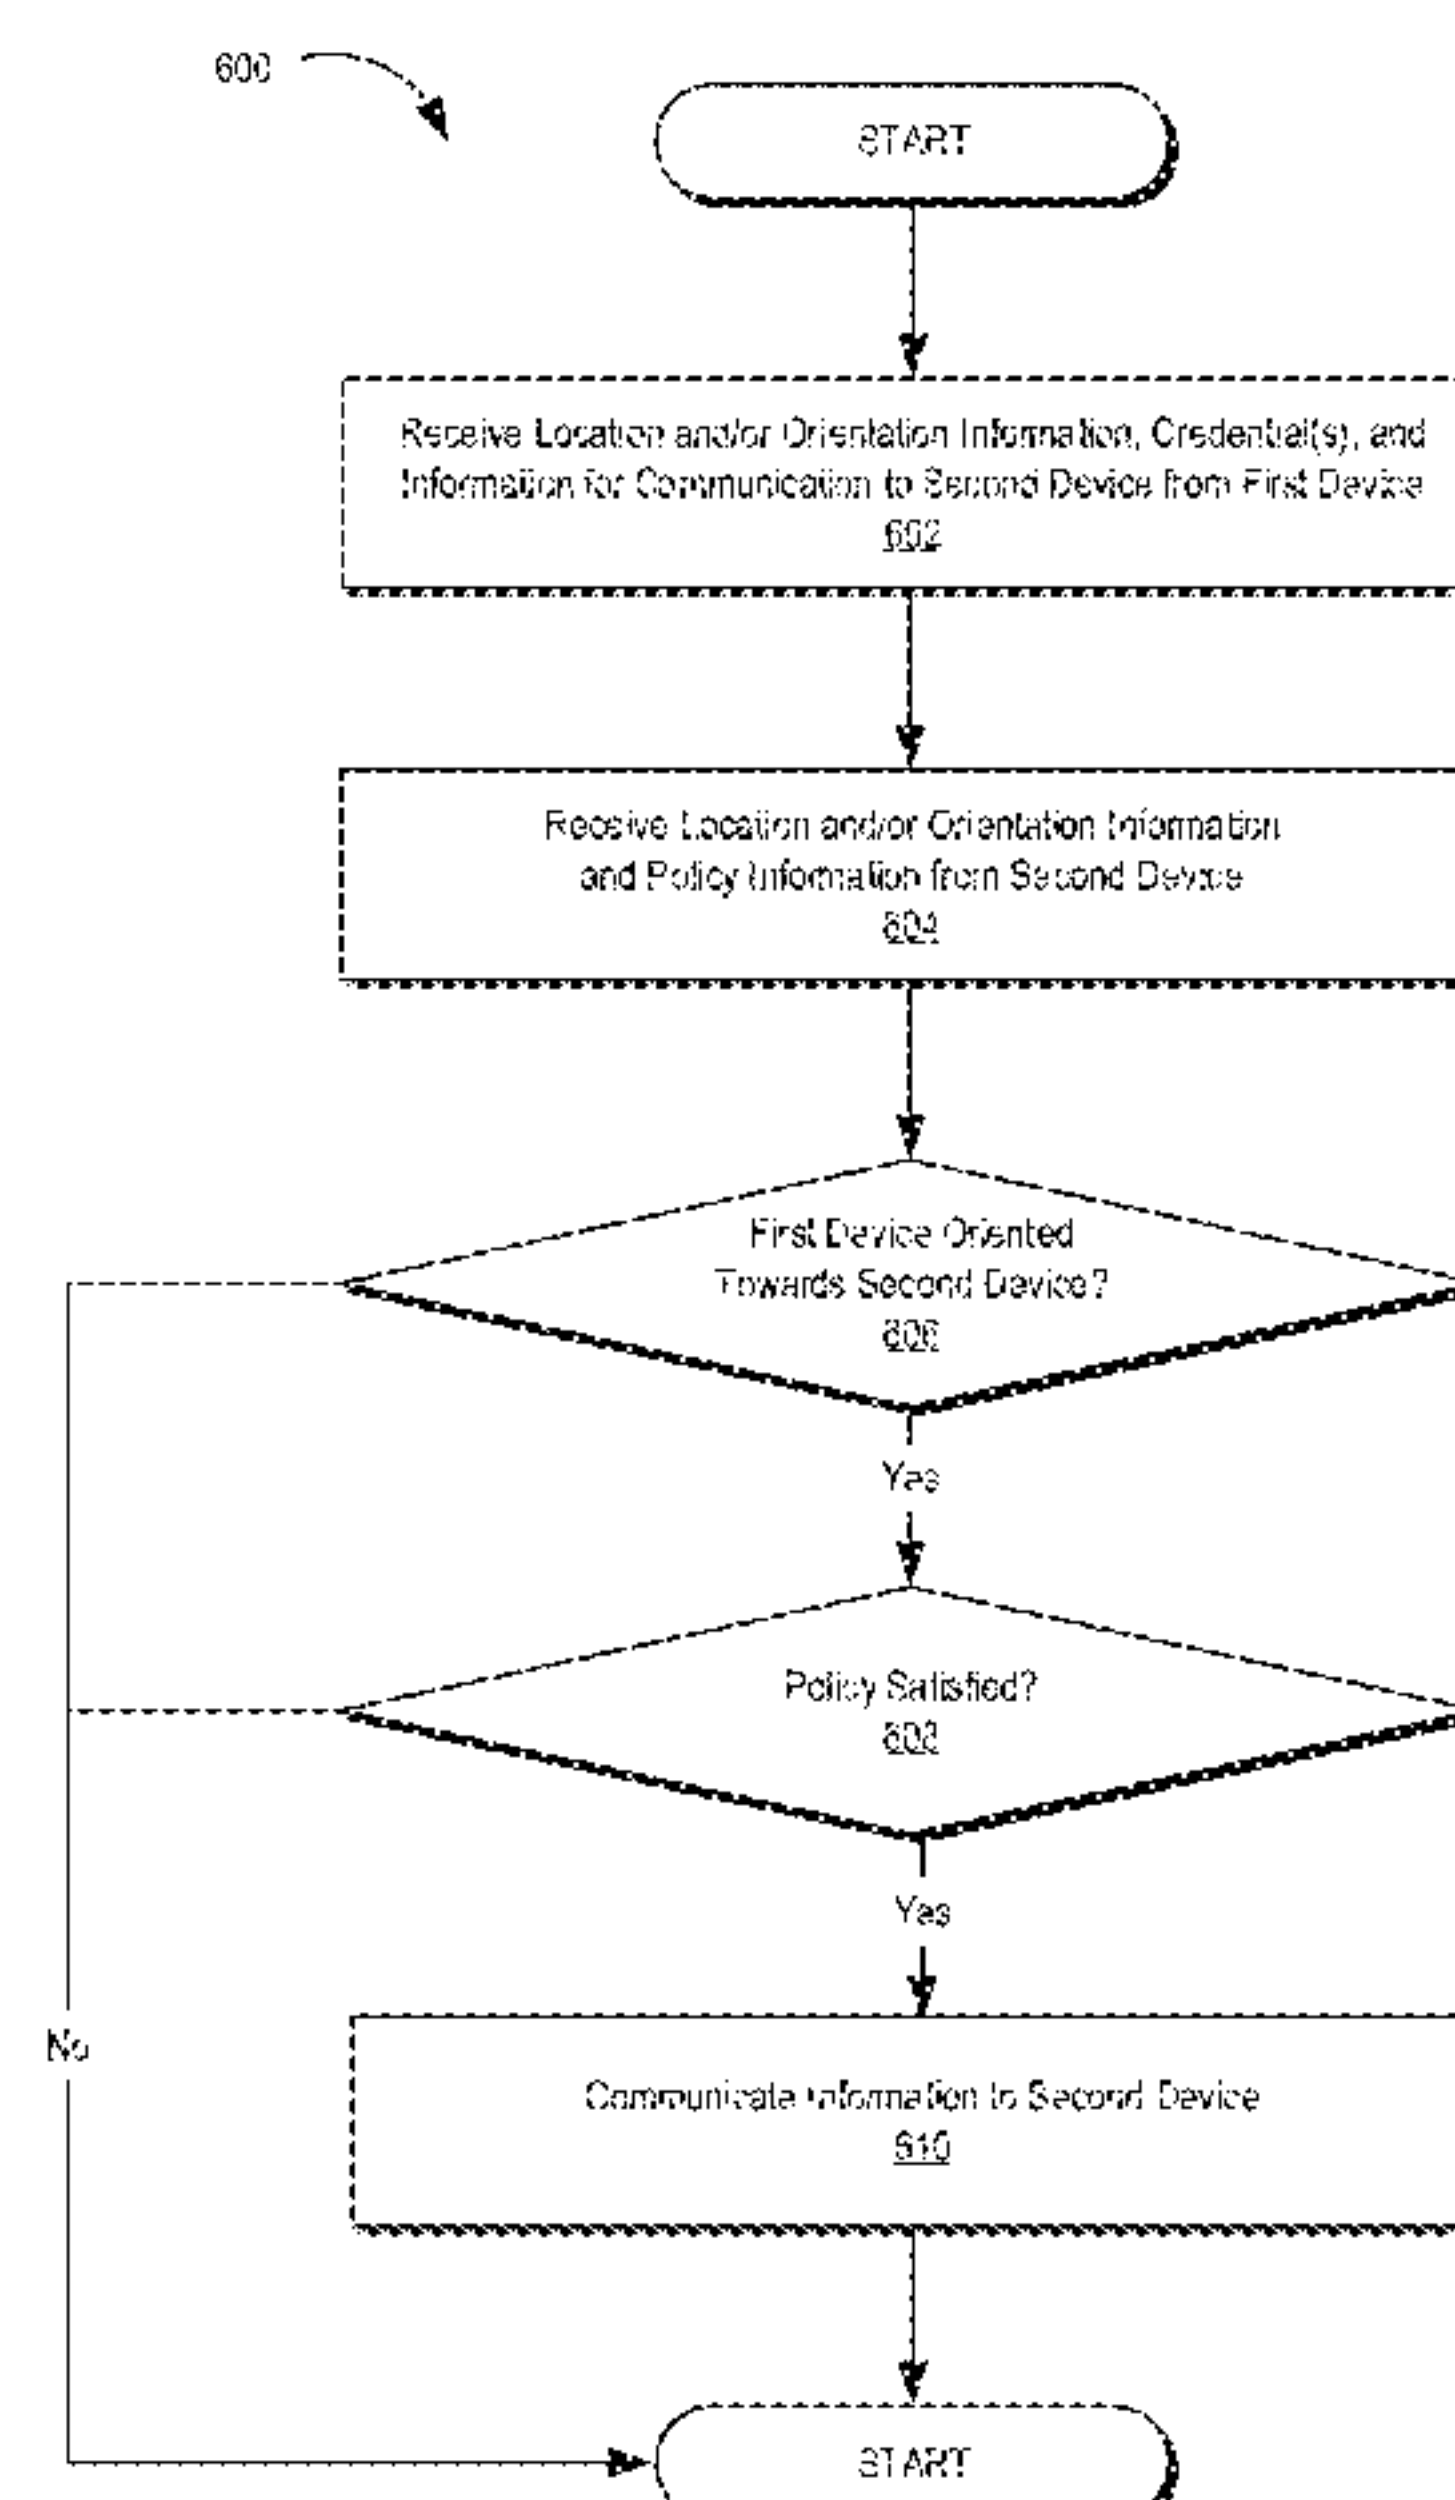 600
START
Receive Location and/or Orientation Information, Credential(s), and
Information for Communication to Second Device from First Device
602
Receive Location and/or Orientation Information
and Policy Information from Second Device
604
First Device Oriented
Towards Second Device?
606
Yes
Policy Satisfied?
608
Yes
No
Communicate Information to Second Device
610
START